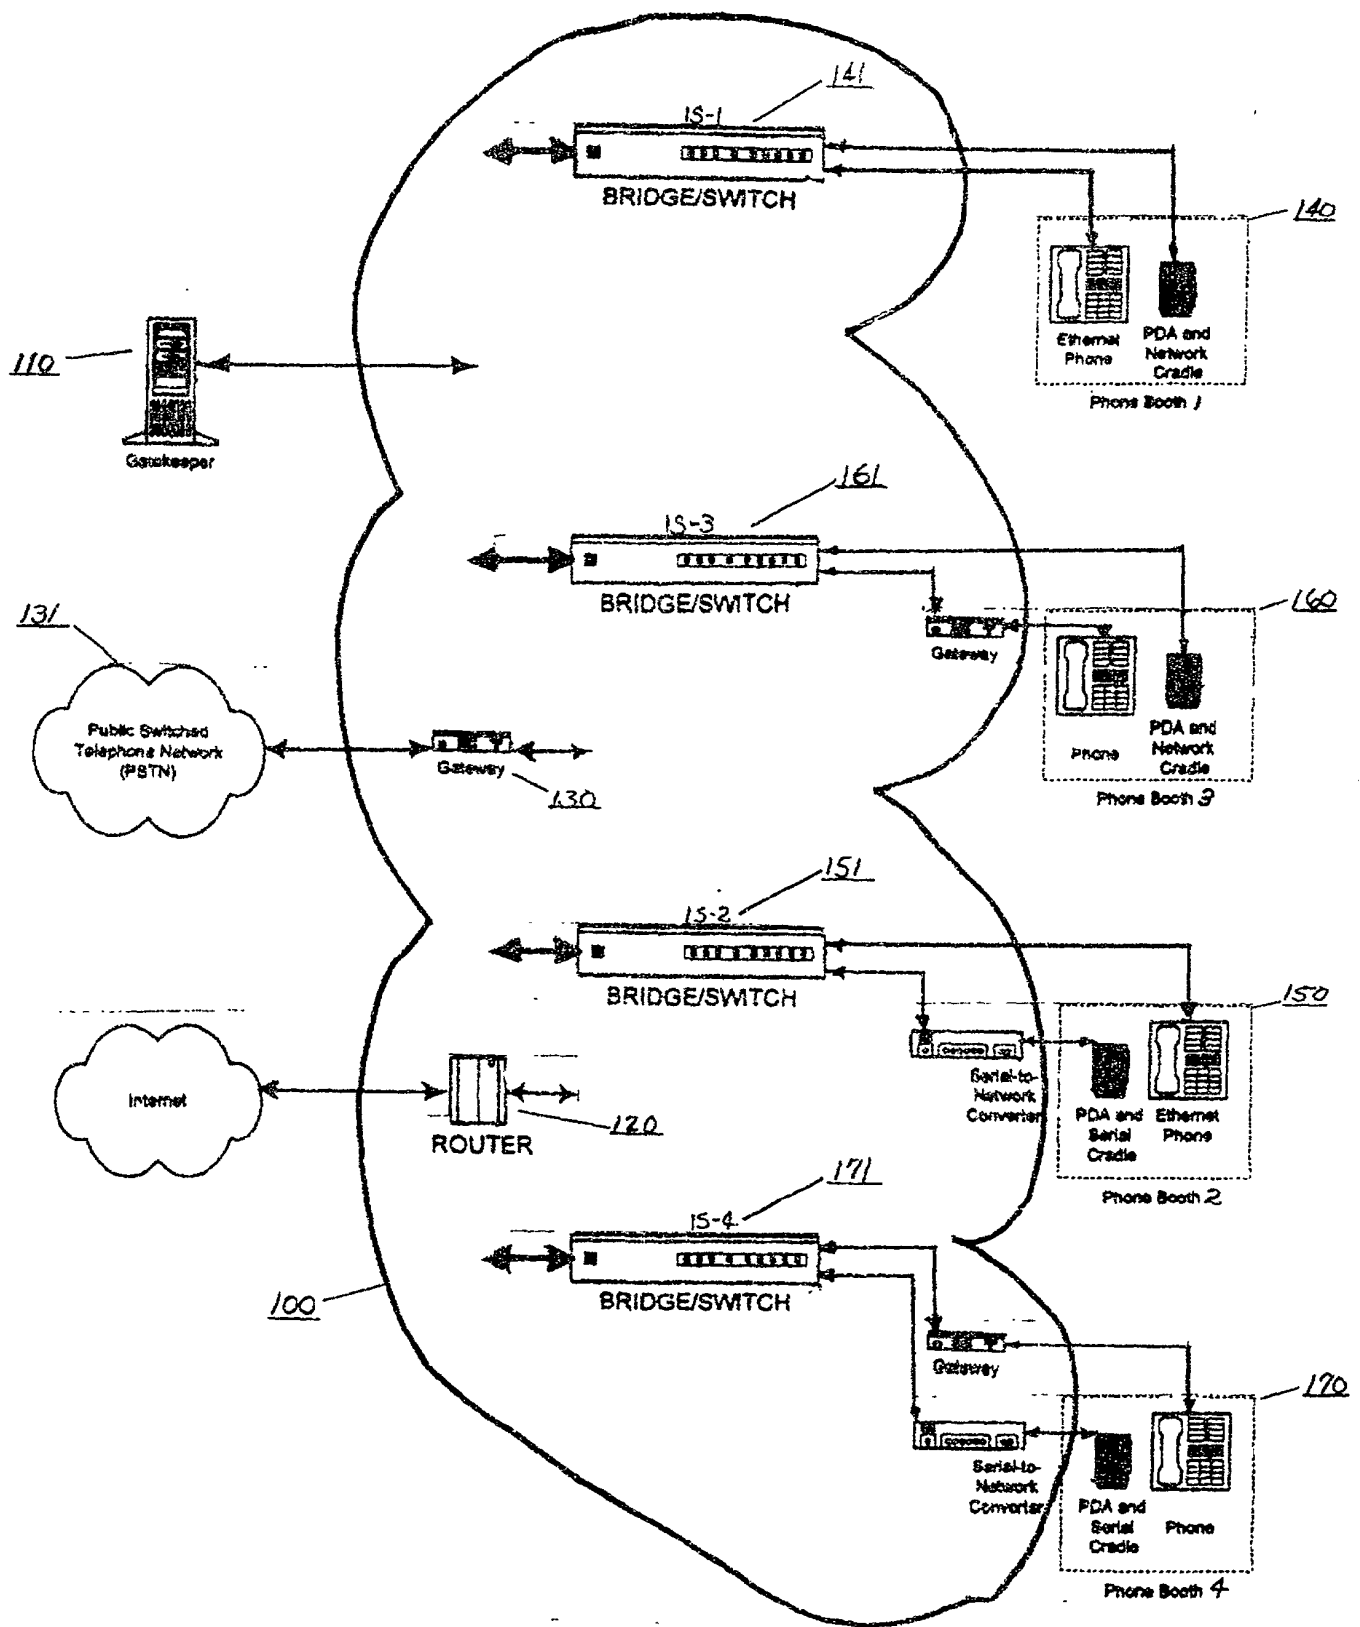 141
IS-1
BRIDGE/SWITCH
140
Ethernet
Phone
PDA and
Network
Cradle
Phone Booth 1
110
Gatekeeper
161
IS-3
BRIDGE/SWITCH
160
Gateway
Phone
PDA and
Network
Cradle
Phone Booth 3
131
Public Switched
Telephone Network
(PSTN)
Gateway
130
151
IS-2
BRIDGE/SWITCH
150
Serial-to-
Network
Converter
PDA and
Serial
Cradle
Ethernet
Phone
Phone Booth 2
Internet
ROUTER
120
171
IS-4
BRIDGE/SWITCH
100
Gateway
170
Serial-to-
Network
Converter
PDA and
Serial
Cradle
Phone
Phone Booth 4